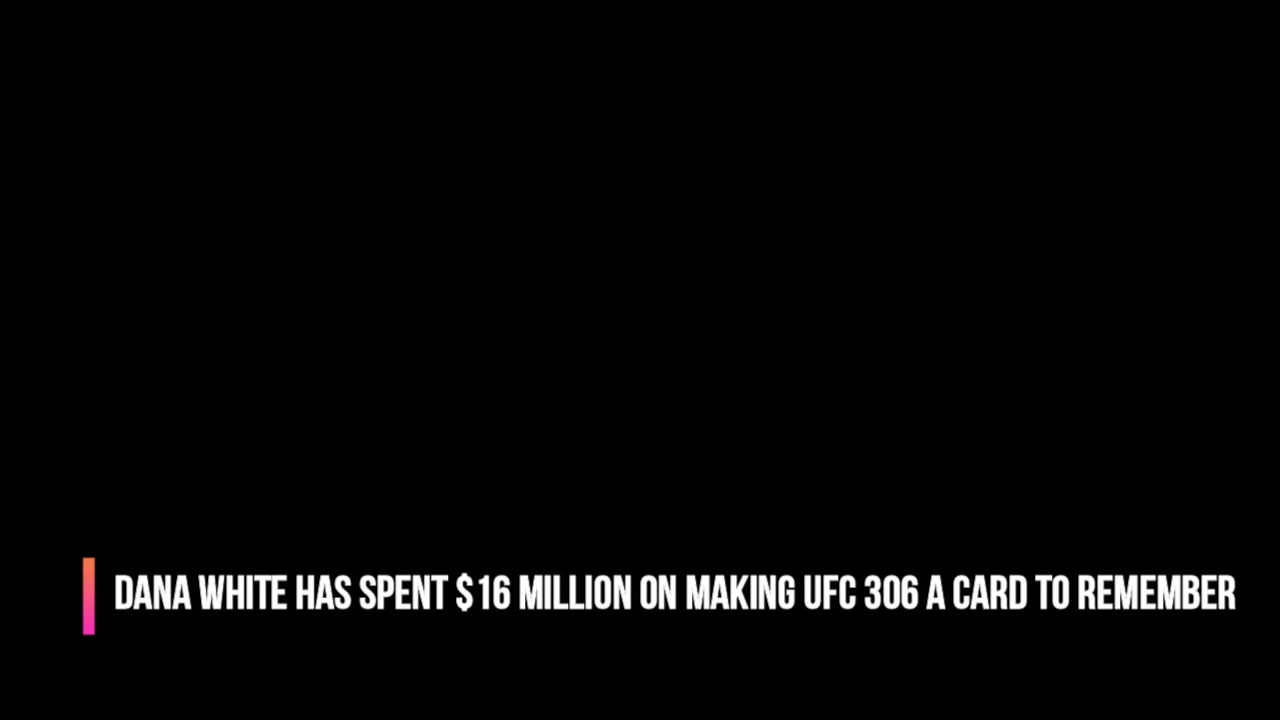 DANA WHITE HAS SPENT $16 MILLION ON MAKING UFC 306 A CARD TO REMEMBER